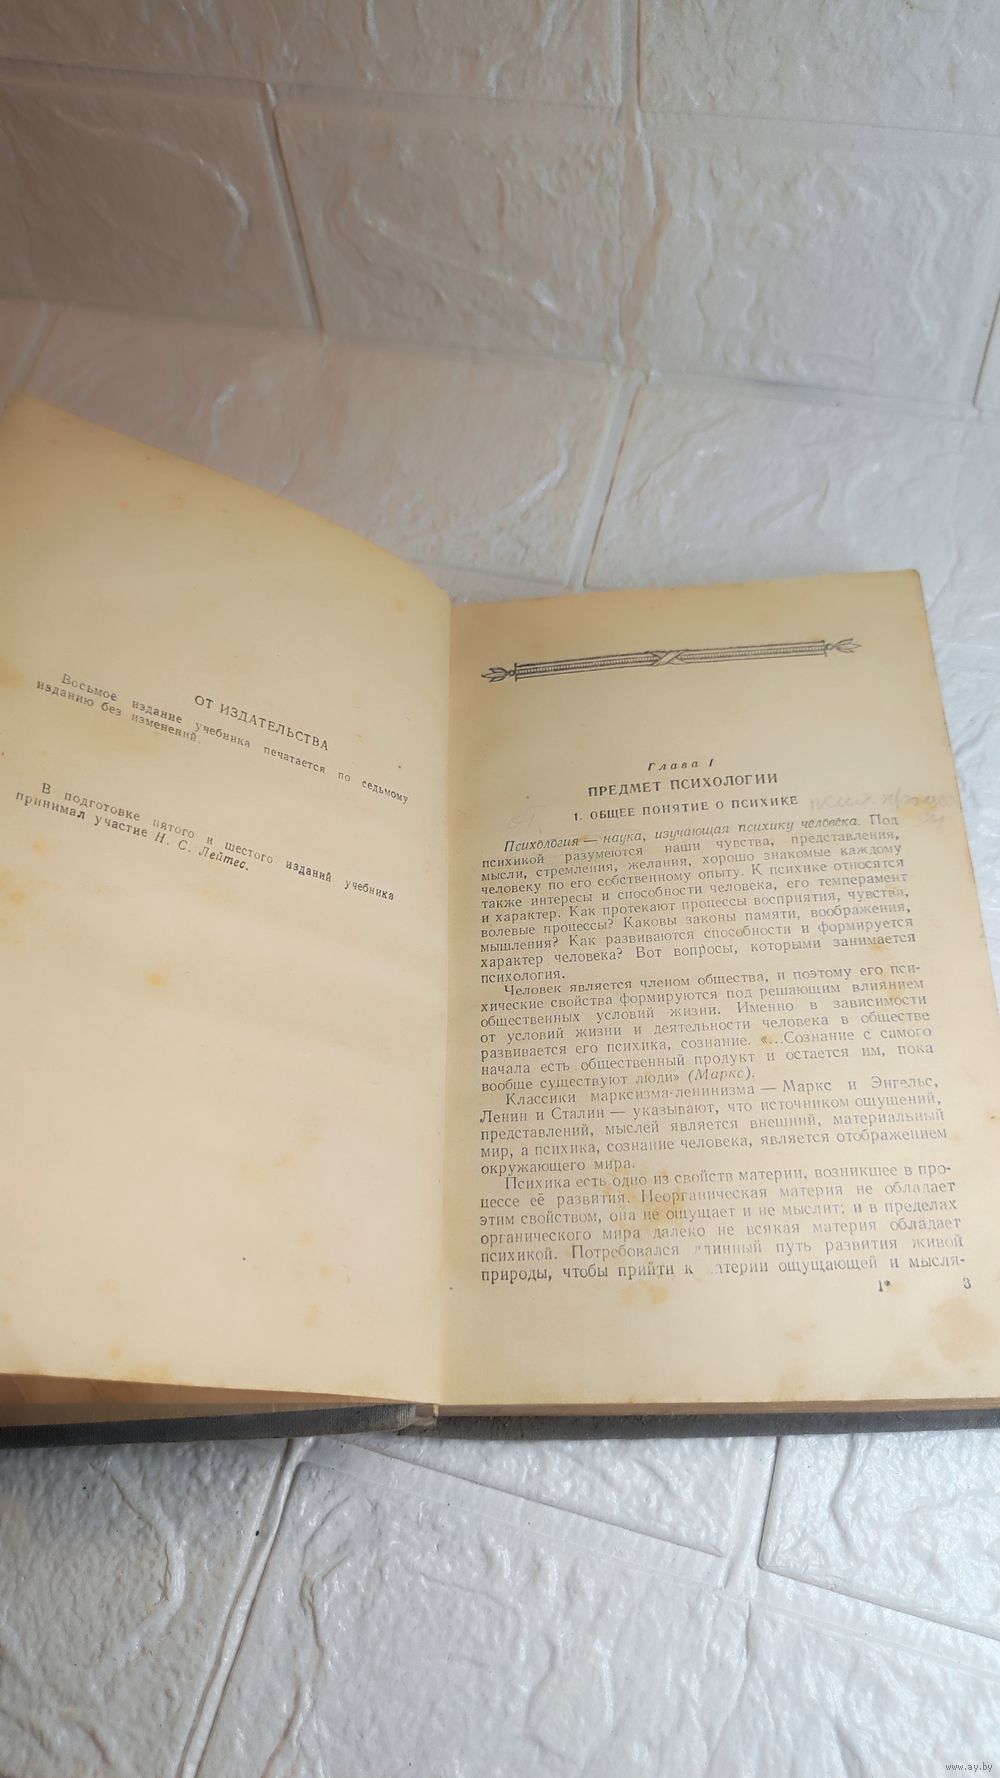 ОТ ИЗДАТЕЛЬСТВА
Восьмое издание учебника печатается по седьмому
изданию без изменений.
В подготовке пятого и шестого изданий учебника
принимал участие Н. С. Лейтес.
Глава I
ПРЕДМЕТ ПСИХОЛОГИИ
1. ОБЩЕЕ ПОНЯТИЕ О ПСИХИКЕ
Психология — наука, изучающая психику человека. Под
психикой разумеются наши чувства, представления,
мысли, стремления, желания, хорошо знакомые каждому
человеку по его собственному опыту. К психике относятся
также интересы и способности человека, его темперамент
и характер. Как протекают процессы восприятия, чувства,
волевые процессы? Каковы законы памяти, воображения,
мышления? Как развиваются способности и формируется
характер человека? Вот вопросы, которыми занимается
психология.
Человек является членом общества, и поэтому его пси-
хические свойства формируются под решающим влиянием
общественных условий жизни. Именно в зависимости
от условий жизни и деятельности человека в обществе
развивается его психика, сознание. «...Сознание с самого
начала есть общественный продукт и остается им, пока
вообще существуют люди» (Маркс).
Классики марксизма-ленинизма — Маркс и Энгельс,
Ленин и Сталин — указывают, что источником ощущений,
представлений, мыслей является внешний, материальный
мир, а психика, сознание человека, является отображением
окружающего мира.
Психика есть одно из свойств материи, возникшее в про-
цессе её развития. Неорганическая материя не обладает
этим свойством, она не ощущает и не мыслит; и в пределах
органического мира далеко не всякая материя обладает
психикой. Потребовался длинный путь развития живой
природы, чтобы прийти к материи ощущающей и мысля-
1*
3
www.ay.by